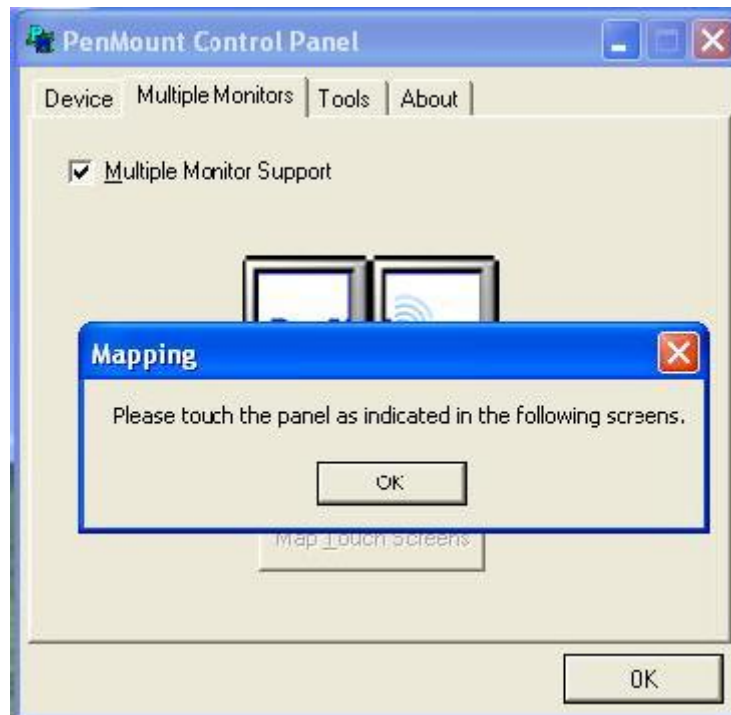 PenMount Control Panel
Device Multiple Monitors Tools About
Multiple Monitor Support
Mapping
Please touch the panel as indicated in the following screens.
OK
Map Touch Screens
OK